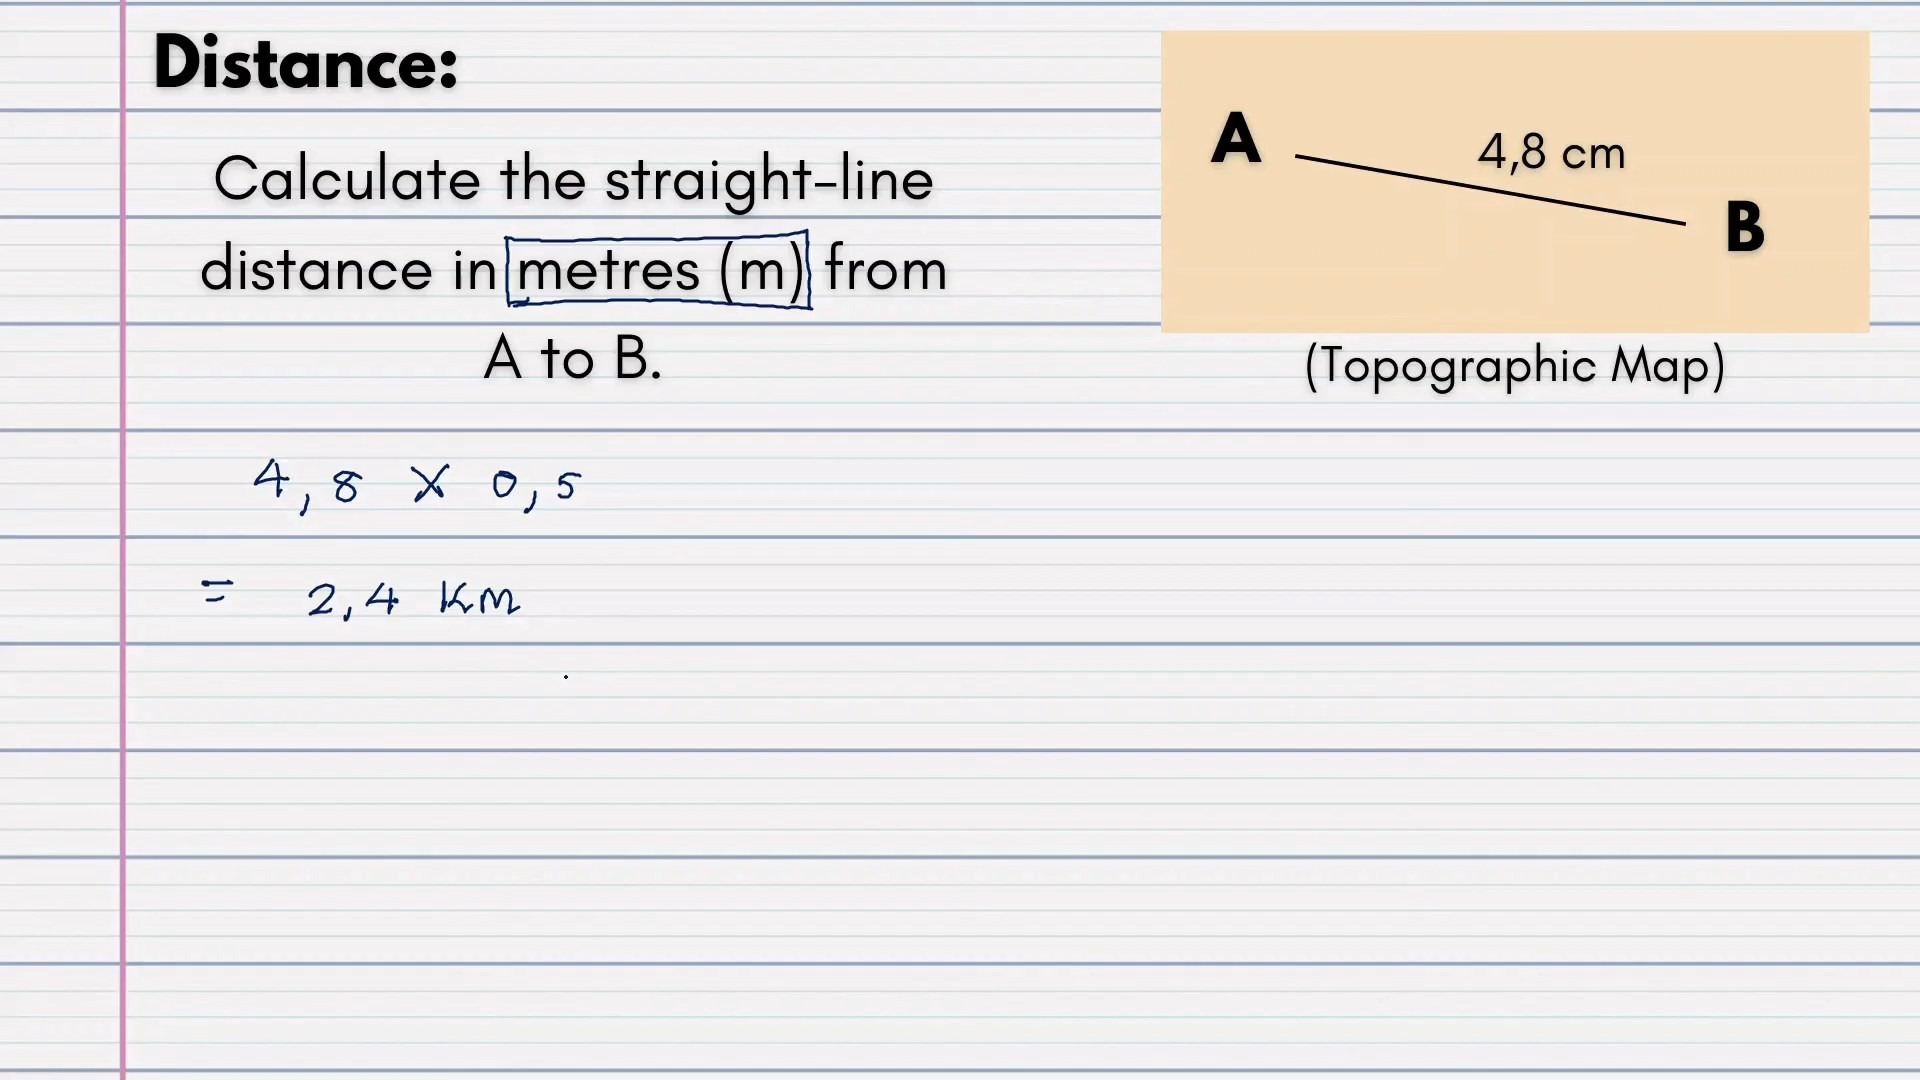 Distance:
Calculate the straight-line
distance in metres (m) from
A to B.
A
4,8 cm
B
(Topographic Map)
4,8 × 0,5
= 2,4 km